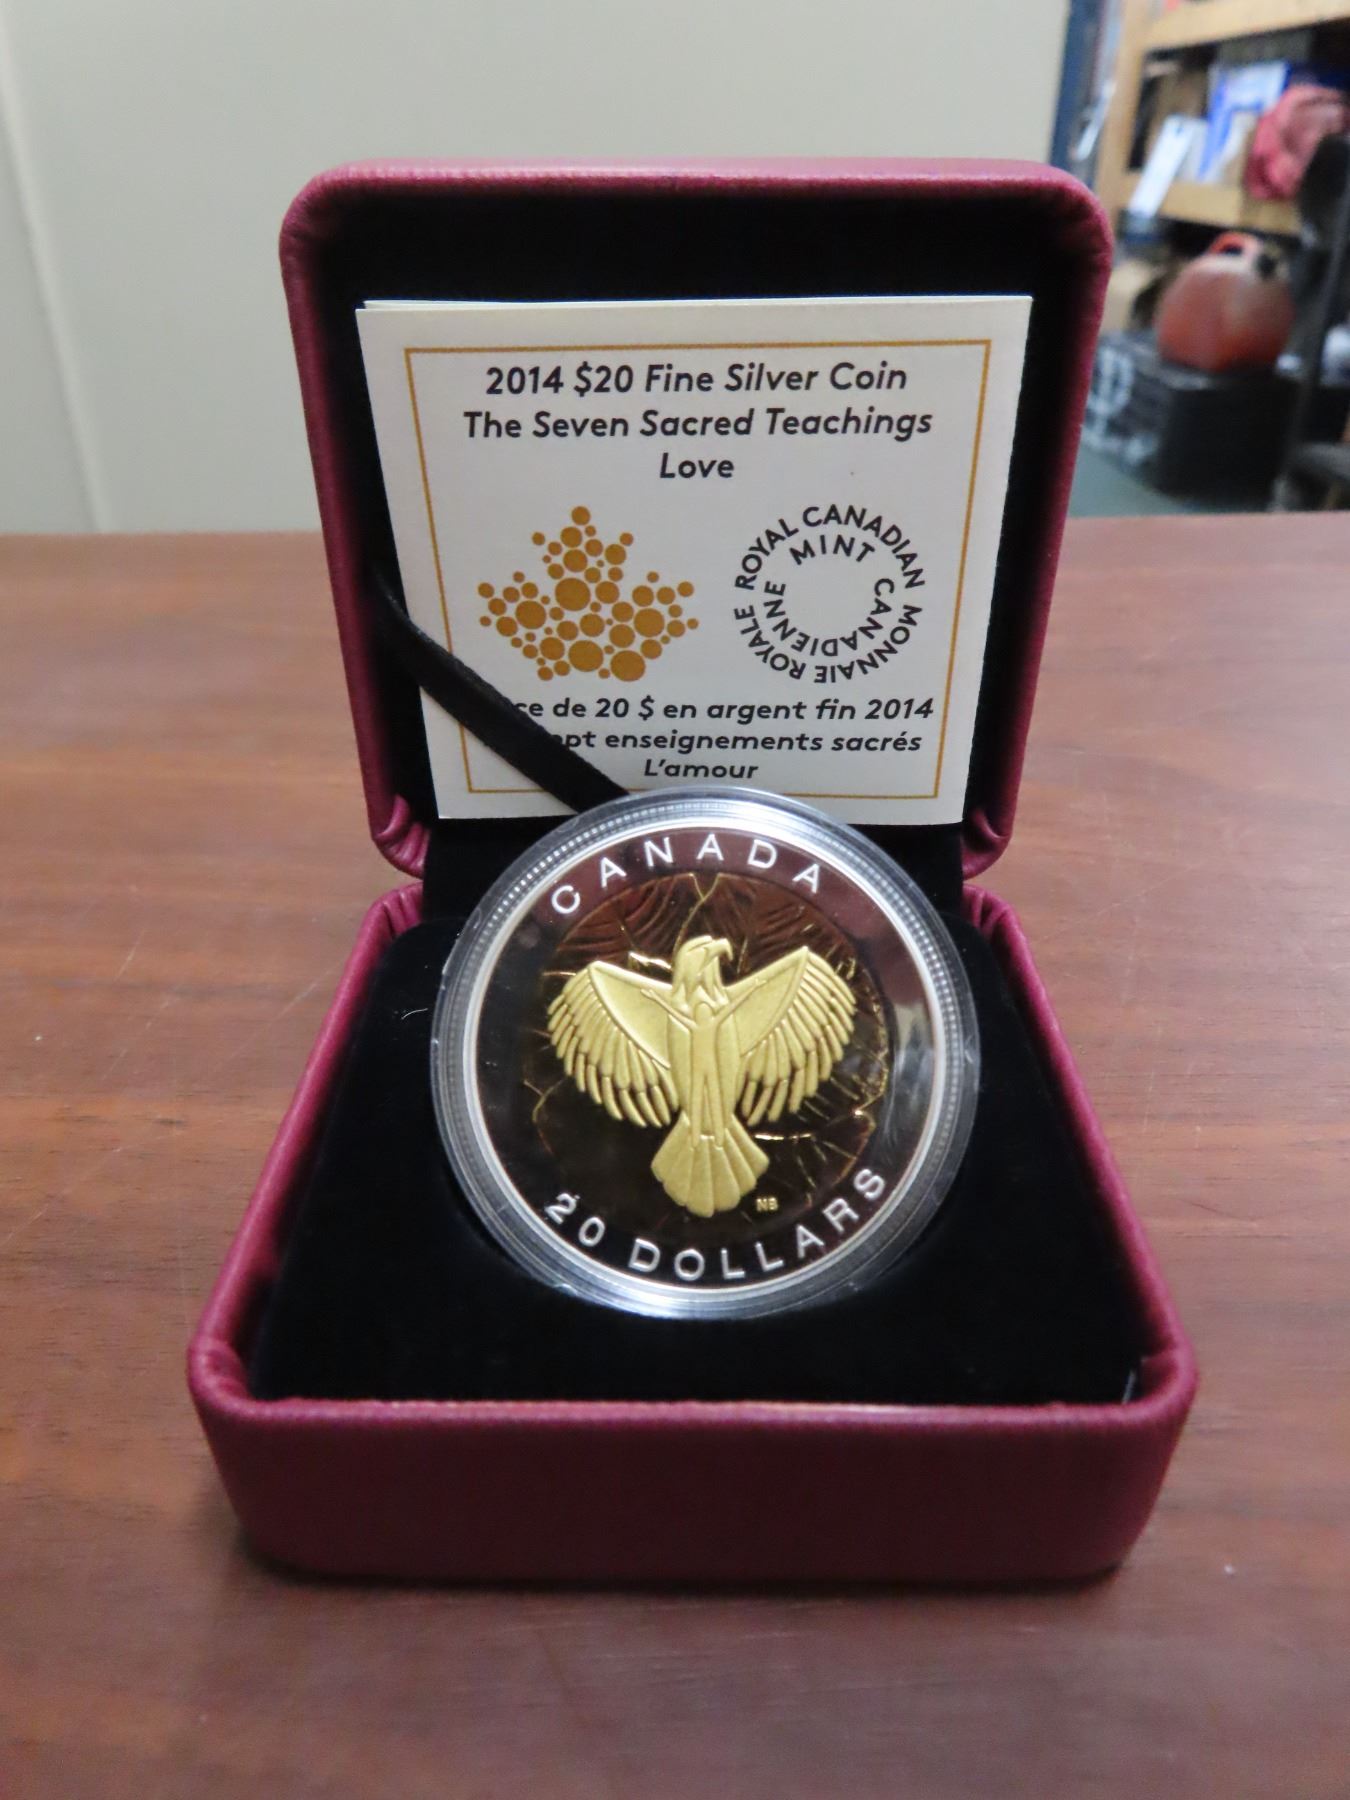 2014 $20 Fine Silver Coin
The Seven Sacred Teachings
Love
ROYAL CANADIAN MINT
MONNAIE ROYALE CANADIENNE
de 20 $ en argent fin 2014
enseignements sacrés
L'amour
CANADA
NB
20 DOLLARS